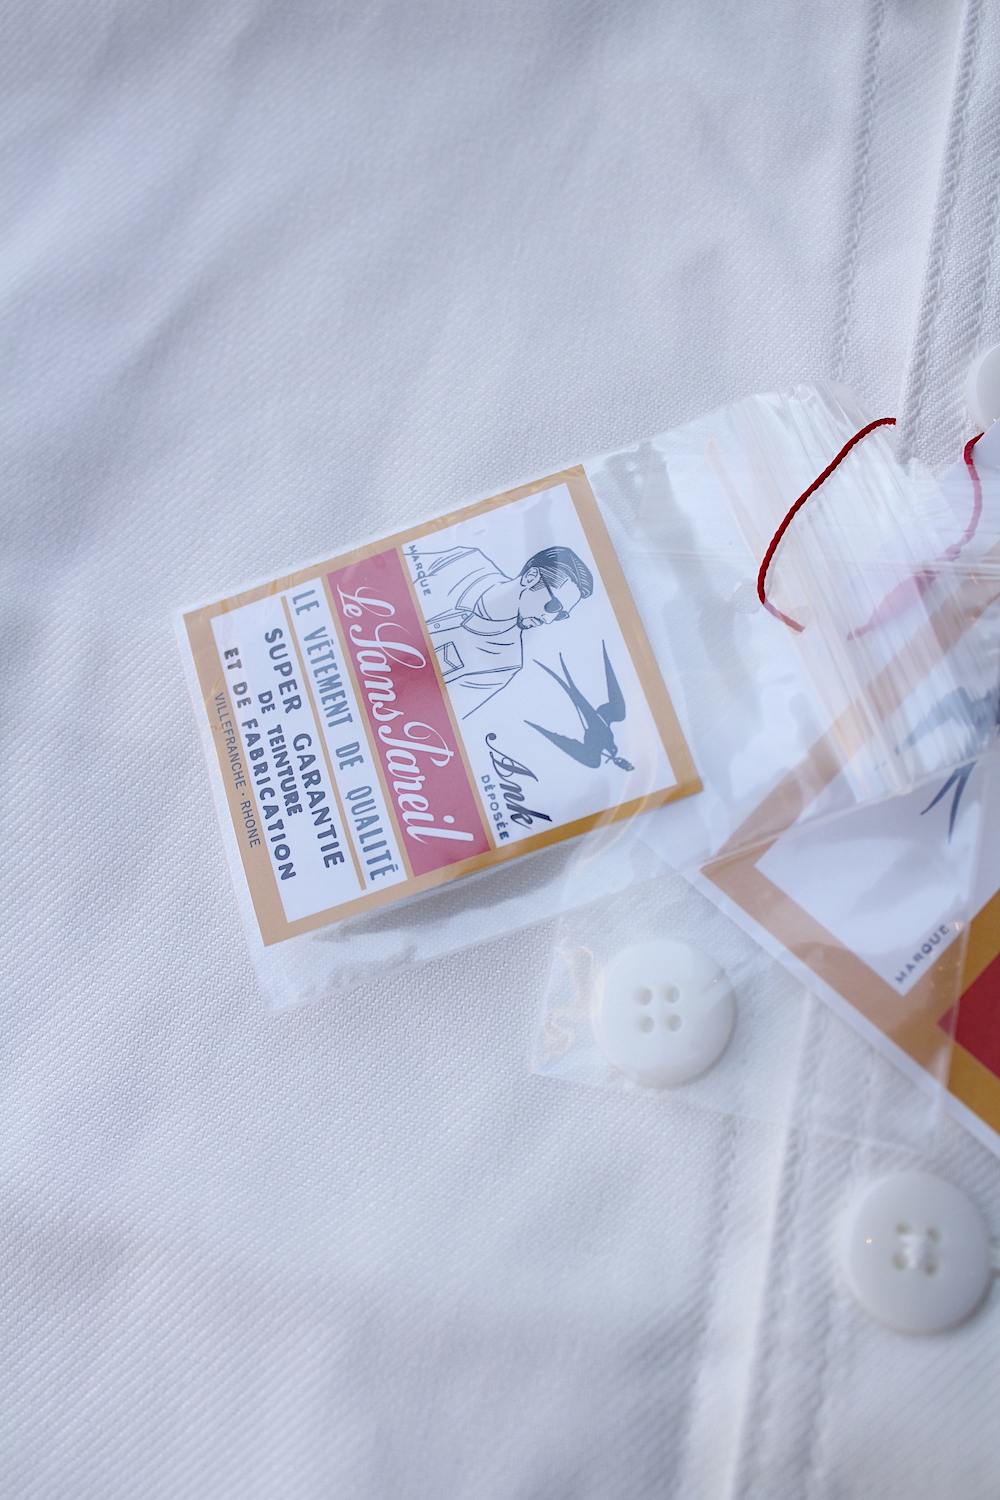 MARQUE
Ank
DÉPOSÉE
Le Sans Pareil
LE VÊTEMENT DE QUALITÉ
SUPER GARANTIE
DE TEINTURE
ET DE FABRICATION
VILLEFRANCHE · RHONE
MARQUE